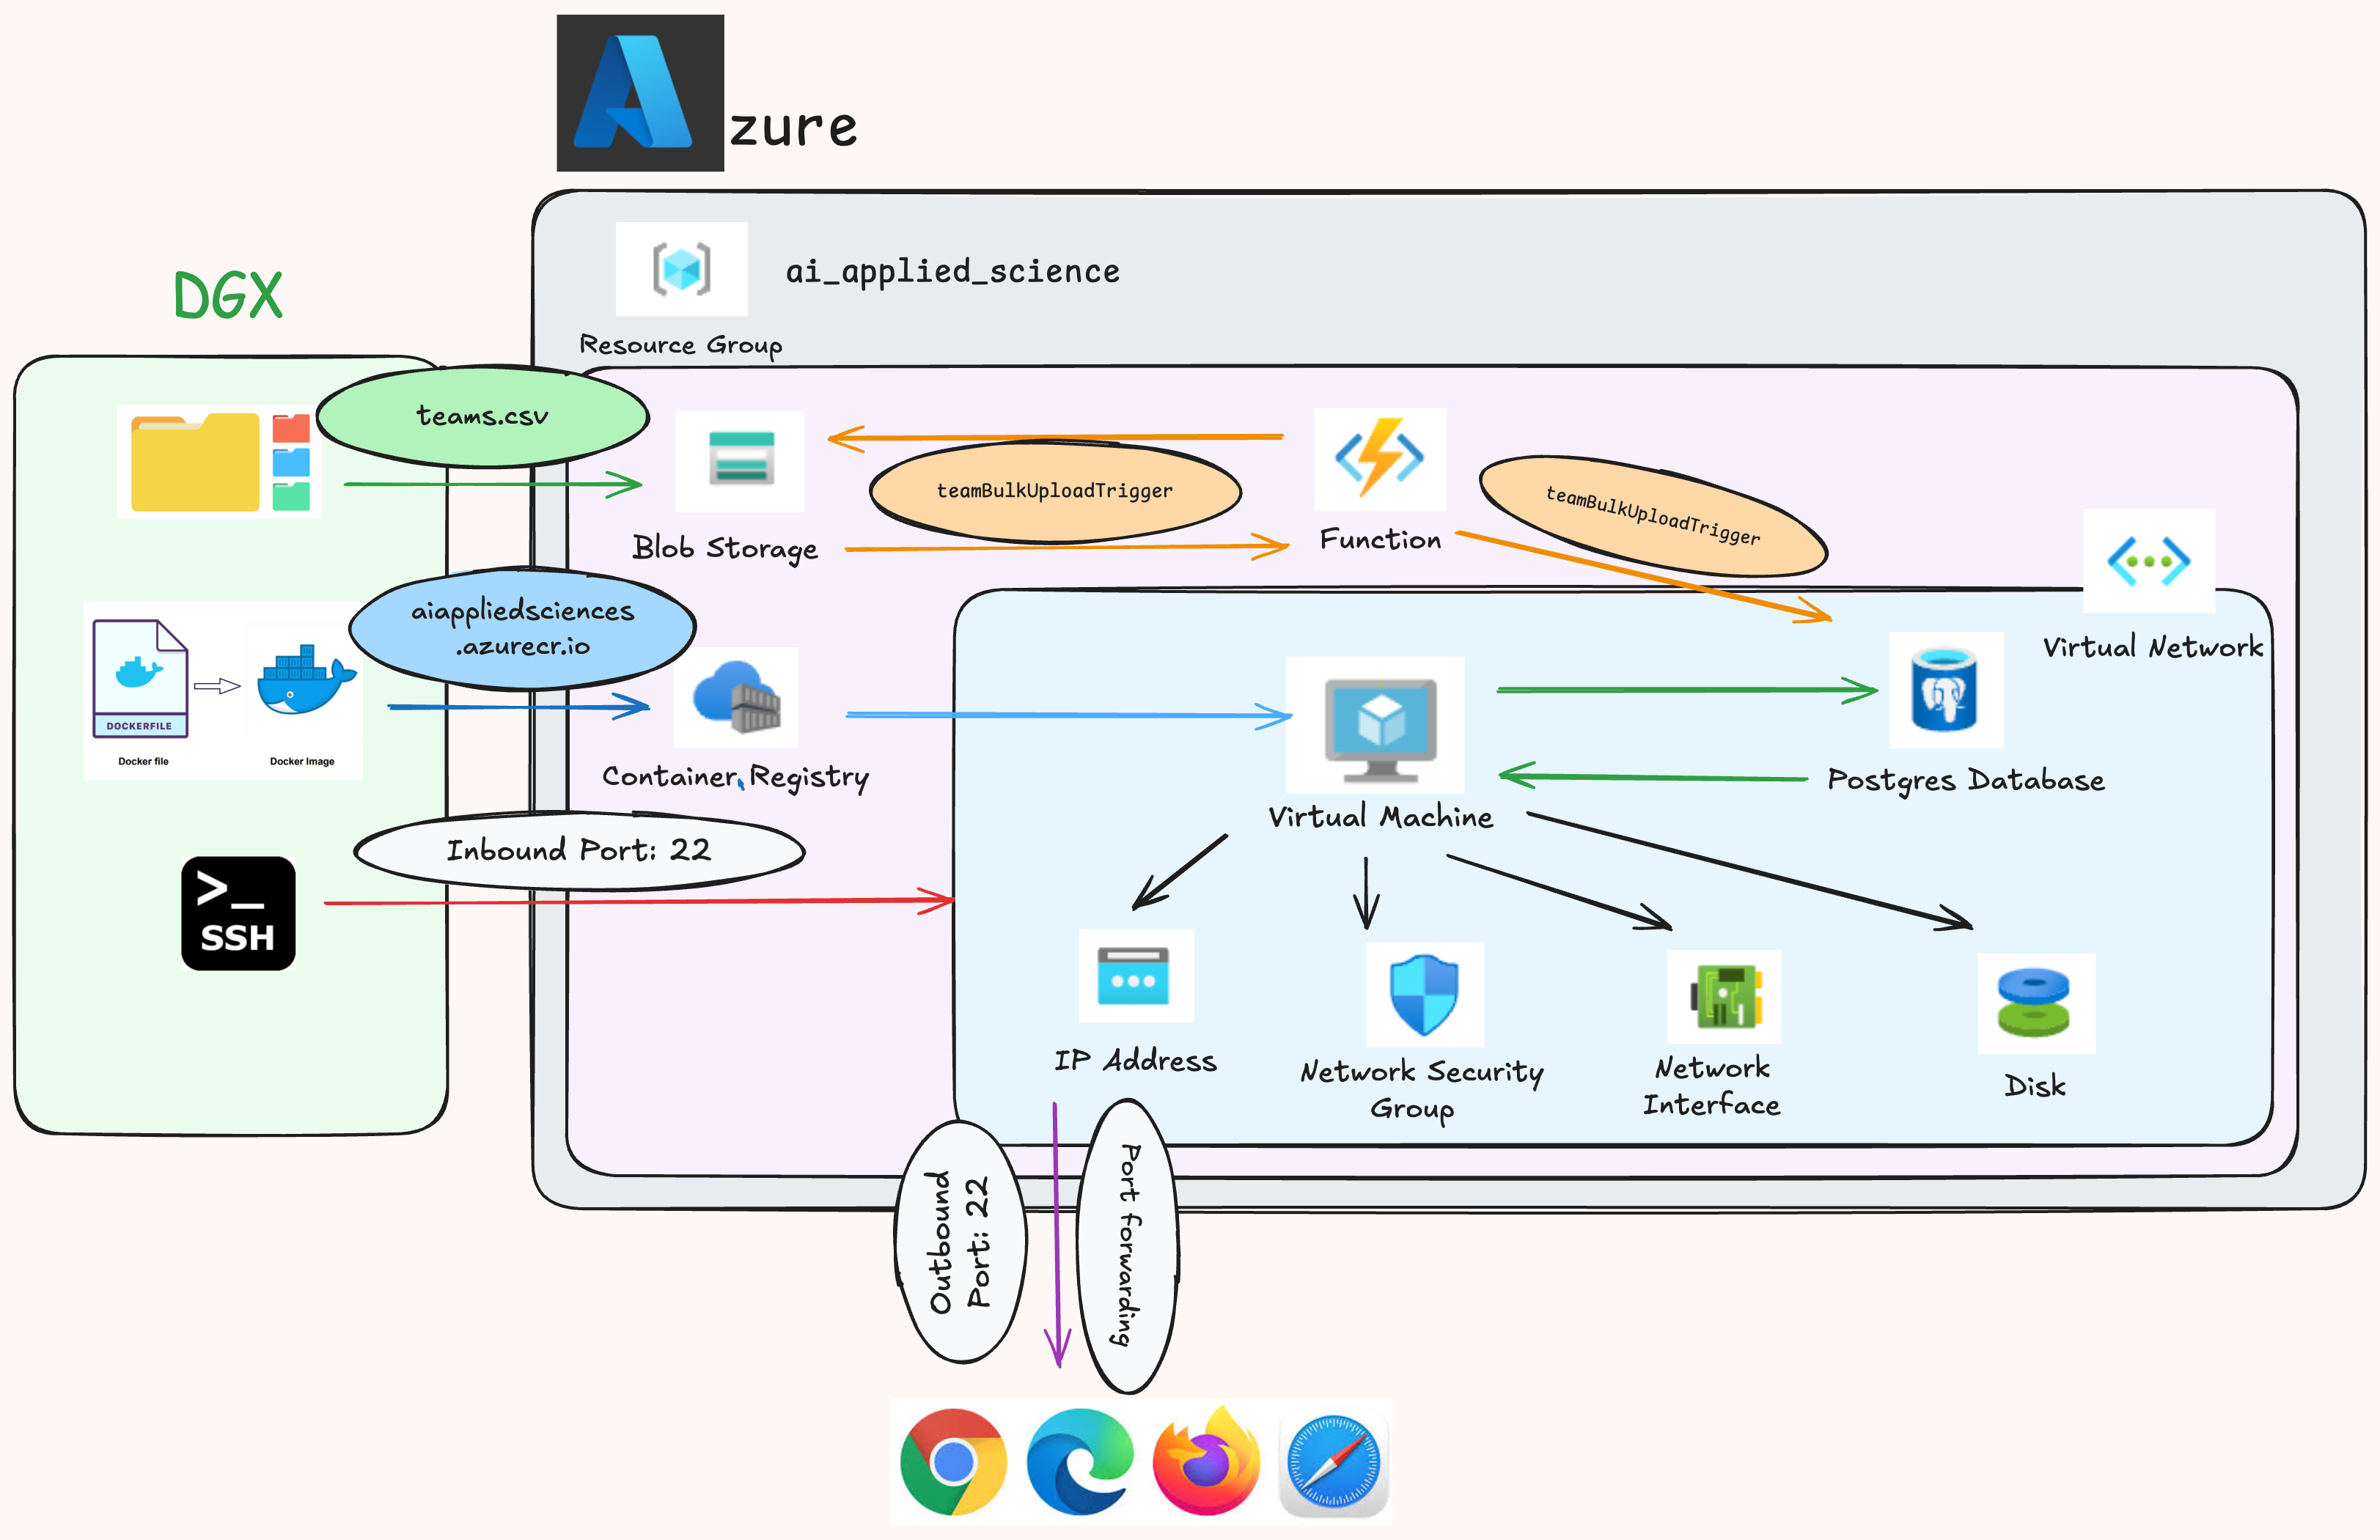 zure
ai_applied_science
Resource Group
DGX
teams.csv
teamBulkUploadTrigger
teamBulkUploadTrigger
Blob Storage
Function
Virtual Network
aiappliedsciences
.azurecr.io
DOCKERFILE
Docker file
Docker Image
Container Registry
Virtual Machine
Postgres Database
Inbound Port: 22
>_
SSH
IP Address
Network Security
Group
Network
Interface
Disk
Outbound
Port: 22
Port forwarding